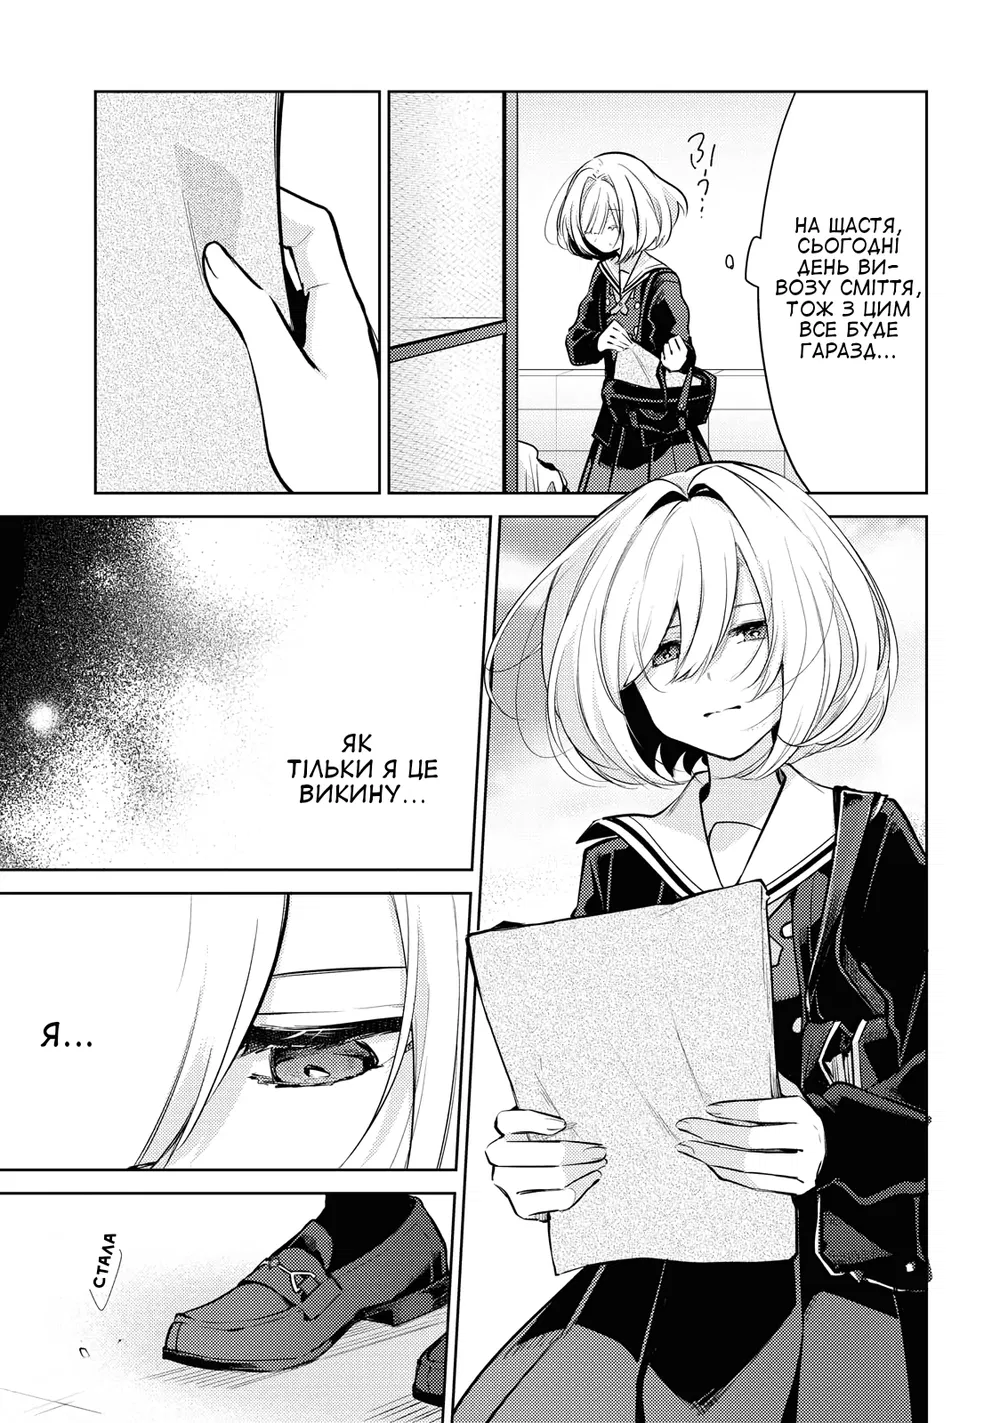 НА ЩАСТЯ,
СЬОГОДНІ
ДЕНЬ ВИ-
ВОЗУ СМІТТЯ,
ТОЖ З ЦИМ
ВСЕ БУДЕ
ГАРАЗД...
ЯК
ТІЛЬКИ Я ЦЕ
ВИКИНУ...
Я...
СТАЛА